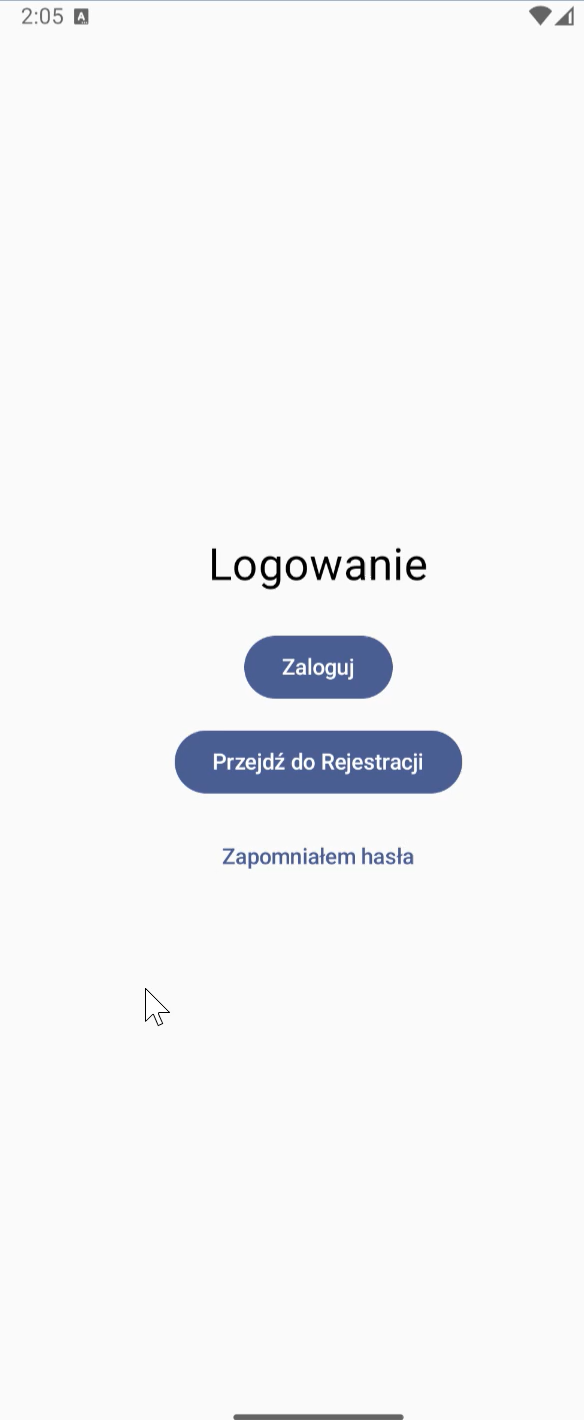 2:05
Logowanie
Zaloguj
Przejdź do Rejestracji
Zapomniałem hasła